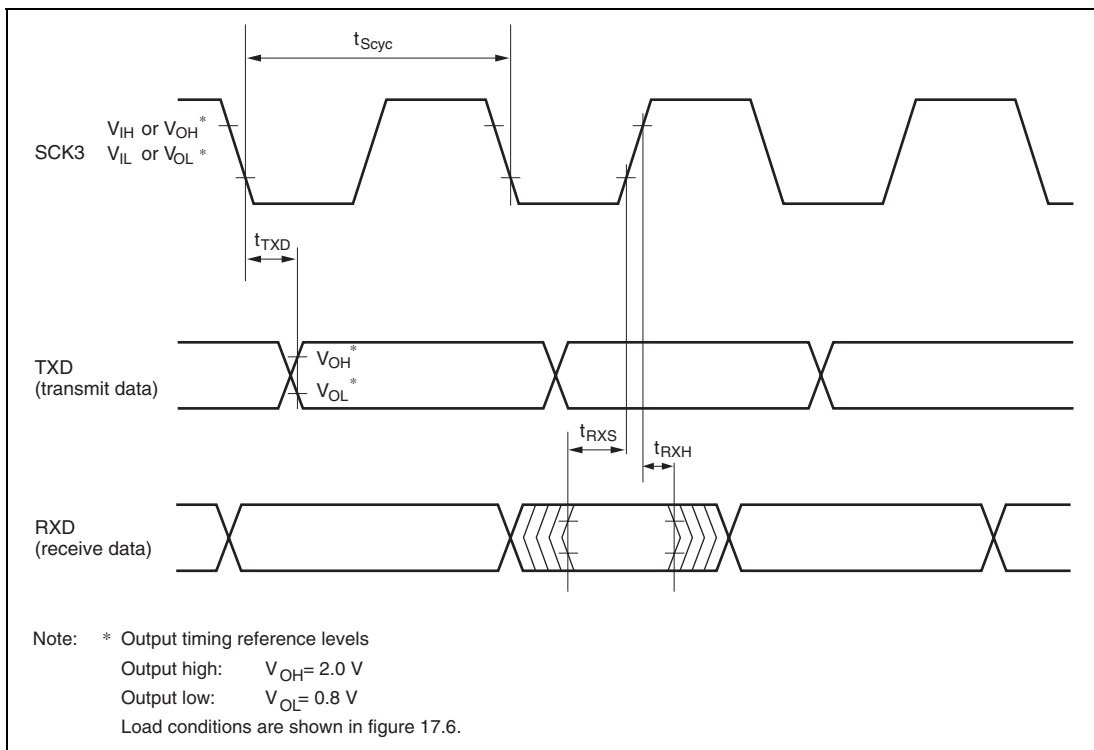 tScyc
VIH or VOH*
SCK3
VIL or VOL *
tTXD
TXD
(transmit data)
VOH*
VOL*
tRXS
tRXH
RXD
(receive data)
Note: * Output timing reference levels
Output high: VOH= 2.0 V
Output low: VOL= 0.8 V
Load conditions are shown in figure 17.6.